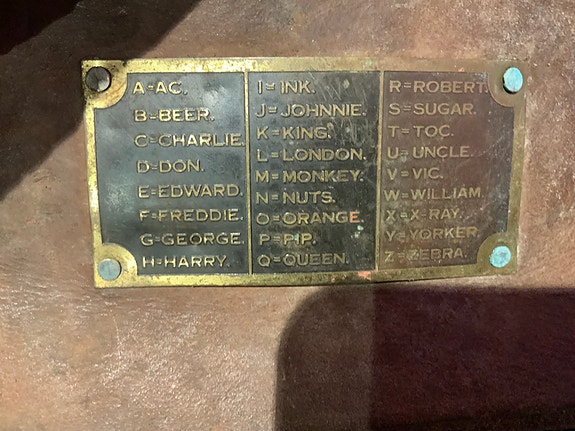 A=AC.
B=BEER.
C=CHARLIE.
D=DON.
E=EDWARD.
F=FREDDIE.
G=GEORGE.
H=HARRY.
I=INK.
J=JOHNNIE.
K=KING.
L=LONDON.
M=MONKEY.
N=NUTS.
O=ORANGE.
P=PIP.
Q=QUEEN.
R=ROBERT.
S=SUGAR.
T=TOC.
U=UNCLE.
V=VIC.
W=WILLIAM.
X=X-RAY.
Y=YORKER.
Z=ZEBRA.